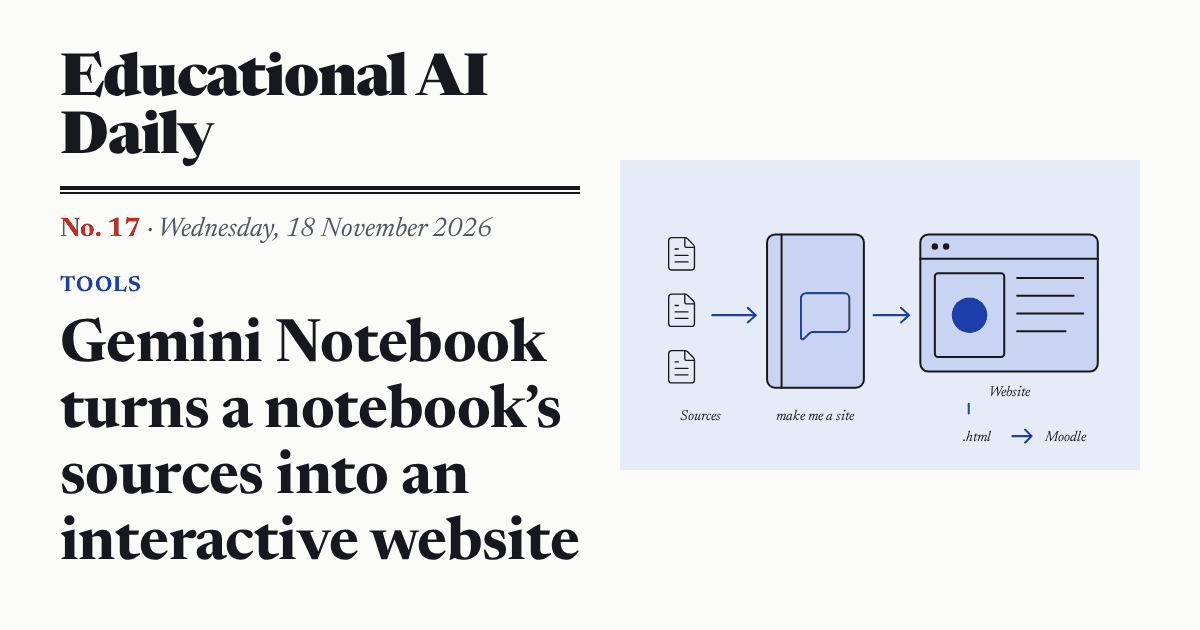 Educational AI
Daily
No. 17 · Wednesday, 18 November 2026
TOOLS
Gemini Notebook
turns a notebook’s
sources into an
interactive website
Sources
make me a site
Website
.html
Moodle